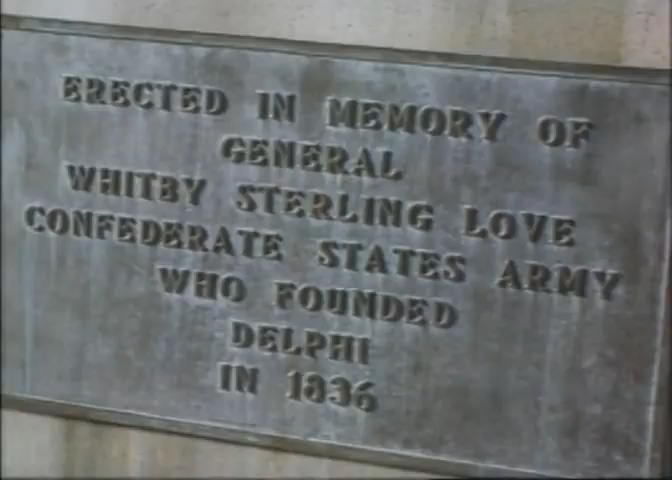 ERECTED IN MEMORY OF
GENERAL
WHITBY STERLING LOVE
CONFEDERATE STATES ARMY
WHO FOUNDED
DELPHI
IN 1836